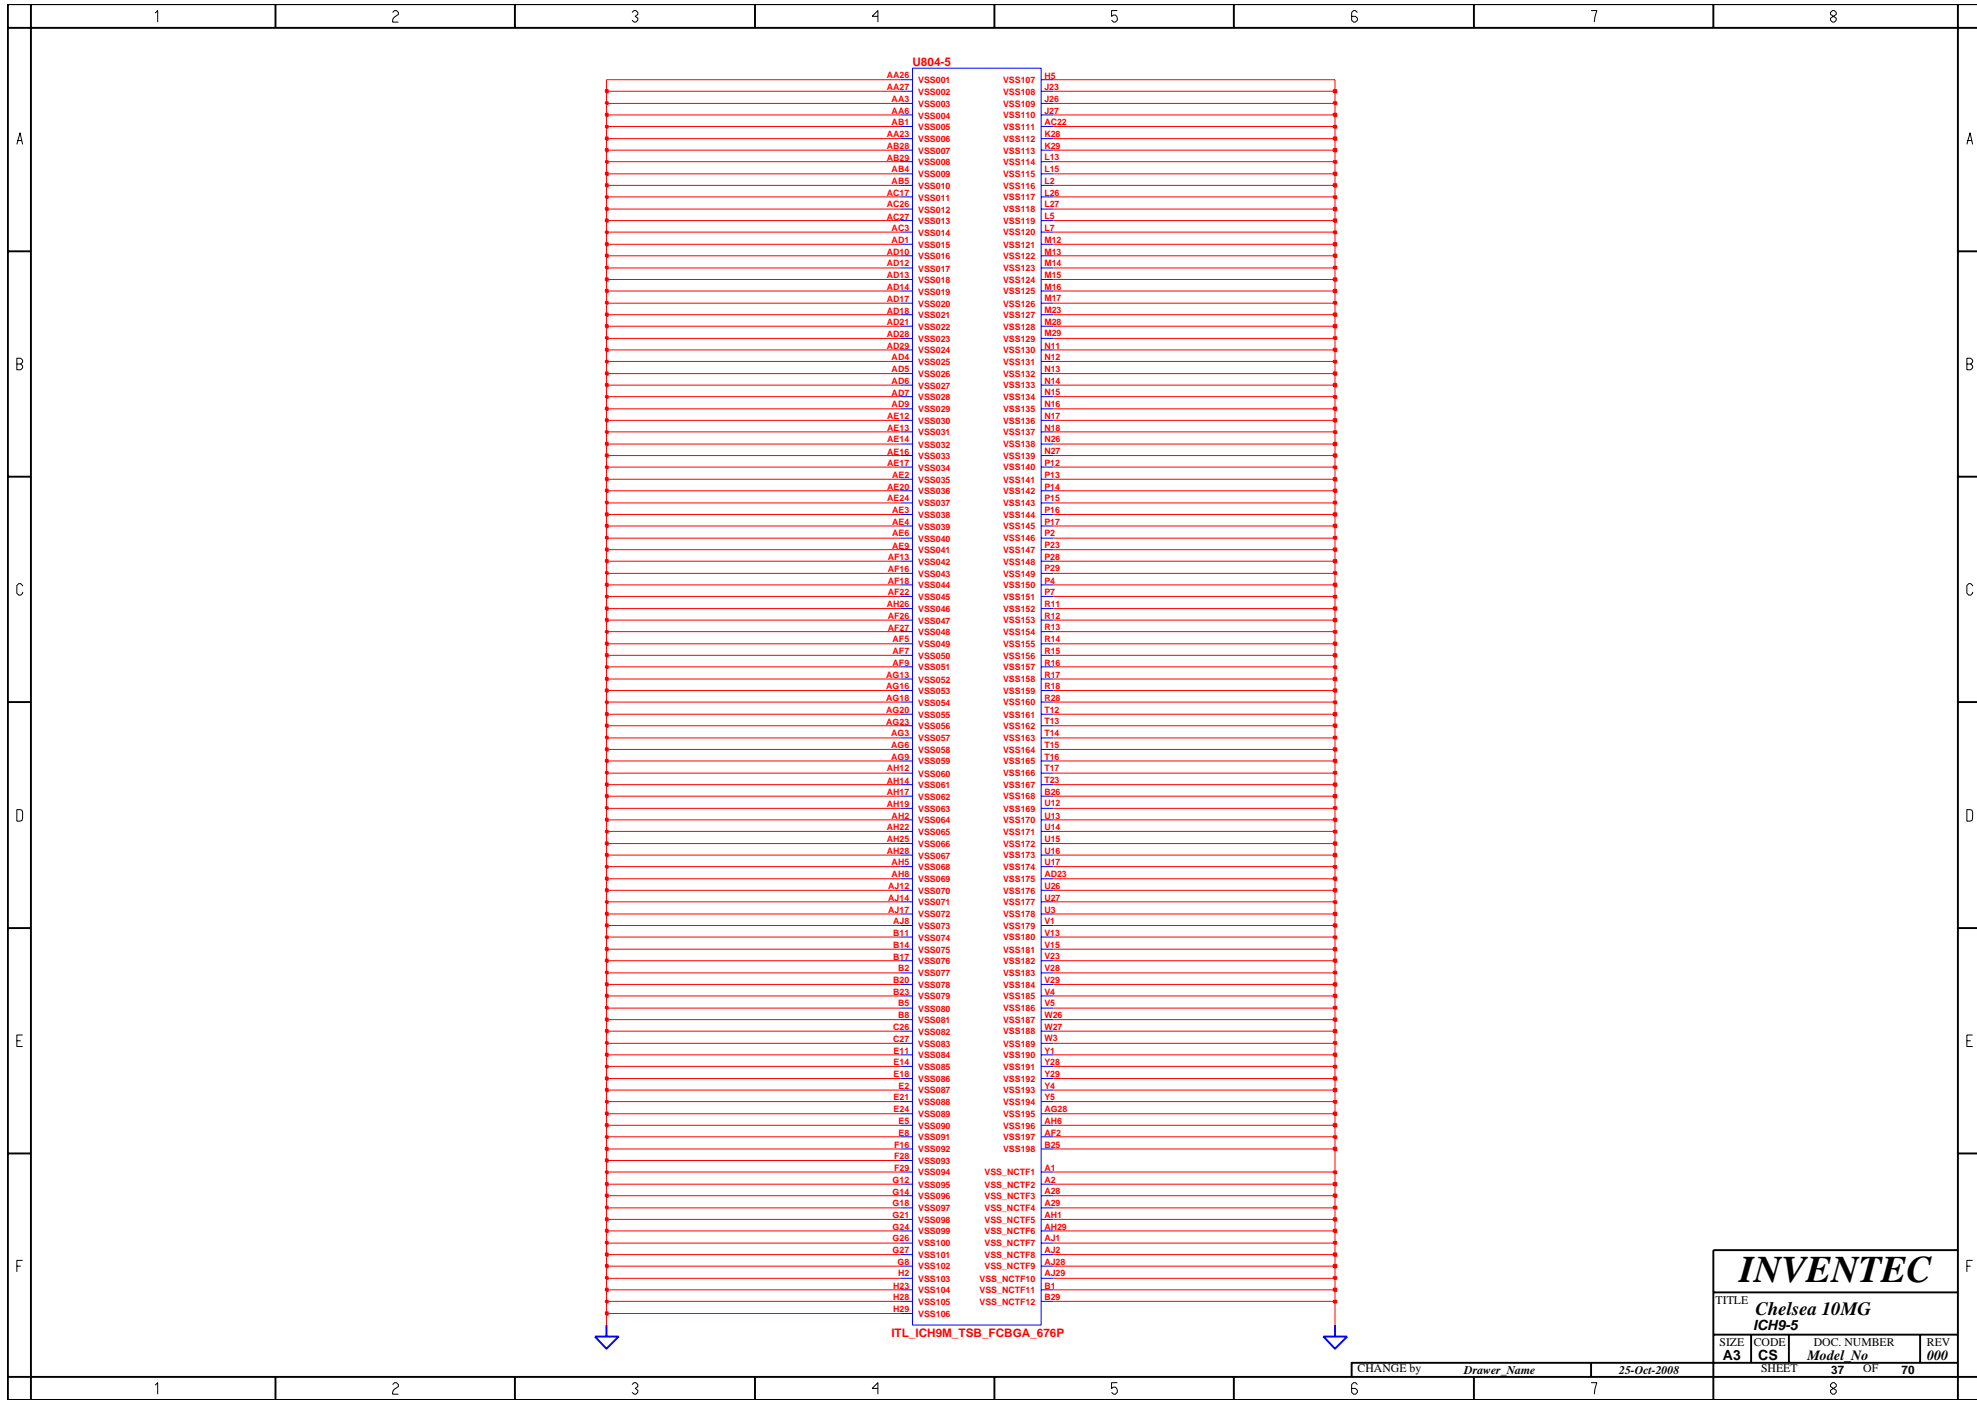 1 2 3 4 5 6 7 8
U804-5
AA26 VSS001 VSS107 H5
AA27 VSS002 VSS108 J23
AA3 VSS003 VSS109 J26
AA6 VSS004 VSS110 J27
AB1 VSS005 VSS111 AC22
A AA23 VSS006 VSS112 K28 A
AB28 VSS007 VSS113 K29
AB29 VSS008 VSS114 L13
AB4 VSS009 VSS115 L15
AB5 VSS010 VSS116 L2
AC17 VSS011 VSS117 L26
AC26 VSS012 VSS118 L27
AC27 VSS013 VSS119 L5
AC3 VSS014 VSS120 L7
AD1 VSS015 VSS121 M12
AD10 VSS016 VSS122 M13
AD12 VSS017 VSS123 M14
AD13 VSS018 VSS124 M15
AD14 VSS019 VSS125 M16
AD17 VSS020 VSS126 M17
AD18 VSS021 VSS127 M23
AD21 VSS022 VSS128 M28
AD28 VSS023 VSS129 M29
AD29 VSS024 VSS130 N11
B AD4 VSS025 VSS131 N12 B
AD5 VSS026 VSS132 N13
AD6 VSS027 VSS133 N14
AD7 VSS028 VSS134 N15
AD9 VSS029 VSS135 N16
AE12 VSS030 VSS136 N17
AE13 VSS031 VSS137 N18
AE14 VSS032 VSS138 N26
AE16 VSS033 VSS139 N27
AE17 VSS034 VSS140 P12
AE2 VSS035 VSS141 P13
AE20 VSS036 VSS142 P14
AE24 VSS037 VSS143 P15
AE3 VSS038 VSS144 P16
AE4 VSS039 VSS145 P17
AE6 VSS040 VSS146 P2
AE9 VSS041 VSS147 P23
AF13 VSS042 VSS148 P28
AF16 VSS043 VSS149 P29
C AF18 VSS044 VSS150 P4 C
AF22 VSS045 VSS151 P7
AH26 VSS046 VSS152 R11
AF26 VSS047 VSS153 R12
AF27 VSS048 VSS154 R13
AF5 VSS049 VSS155 R14
AF7 VSS050 VSS156 R15
AF9 VSS051 VSS157 R16
AG13 VSS052 VSS158 R17
AG16 VSS053 VSS159 R18
AG18 VSS054 VSS160 R28
AG20 VSS055 VSS161 T12
AG23 VSS056 VSS162 T13
AG3 VSS057 VSS163 T14
AG6 VSS058 VSS164 T15
AG9 VSS059 VSS165 T16
AH12 VSS060 VSS166 T17
AH14 VSS061 VSS167 T23
AH17 VSS062 VSS168 B26
AH19 VSS063 VSS169 U12
D AH2 VSS064 VSS170 U13 D
AH22 VSS065 VSS171 U14
AH25 VSS066 VSS172 U15
AH28 VSS067 VSS173 U16
AH5 VSS068 VSS174 U17
AH8 VSS069 VSS175 AD23
AJ12 VSS070 VSS176 U26
AJ14 VSS071 VSS177 U27
AJ17 VSS072 VSS178 U3
AJ8 VSS073 VSS179 V1
B11 VSS074 VSS180 V13
B14 VSS075 VSS181 V15
B17 VSS076 VSS182 V23
B2 VSS077 VSS183 V28
B20 VSS078 VSS184 V29
B23 VSS079 VSS185 V4
B5 VSS080 VSS186 V5
B8 VSS081 VSS187 W26
C26 VSS082 VSS188 W27
E C27 VSS083 VSS189 W3 E
E11 VSS084 VSS190 Y1
E14 VSS085 VSS191 Y28
E18 VSS086 VSS192 Y29
E2 VSS087 VSS193 Y4
E21 VSS088 VSS194 Y5
E24 VSS089 VSS195 AG28
E5 VSS090 VSS196 AH6
E8 VSS091 VSS197 AF2
F16 VSS092 VSS198 B25
F28 VSS093
F29 VSS094 VSS_NCTF1 A1
G12 VSS095 VSS_NCTF2 A2
G14 VSS096 VSS_NCTF3 A28
G18 VSS097 VSS_NCTF4 A29
G21 VSS098 VSS_NCTF5 AH1
G24 VSS099 VSS_NCTF6 AH29
G26 VSS100 VSS_NCTF7 AJ1
G27 VSS101 VSS_NCTF8 AJ2
F G8 VSS102 VSS_NCTF9 AJ28 F
H2 VSS103 VSS_NCTF10 AJ29
H23 VSS104 VSS_NCTF11 B1
H28 VSS105 VSS_NCTF12 B29
H29 VSS106
ITL_ICH9M_TSB_FCBGA_676P
INVENTEC
TITLE Chelsea 10MG
ICH9-5
SIZE CODE DOC. NUMBER REV
A3 CS Model_No 000
CHANGE by Drawer_Name 25-Oct-2008 SHEET 37 OF 70
1 2 3 4 5 6 7 8